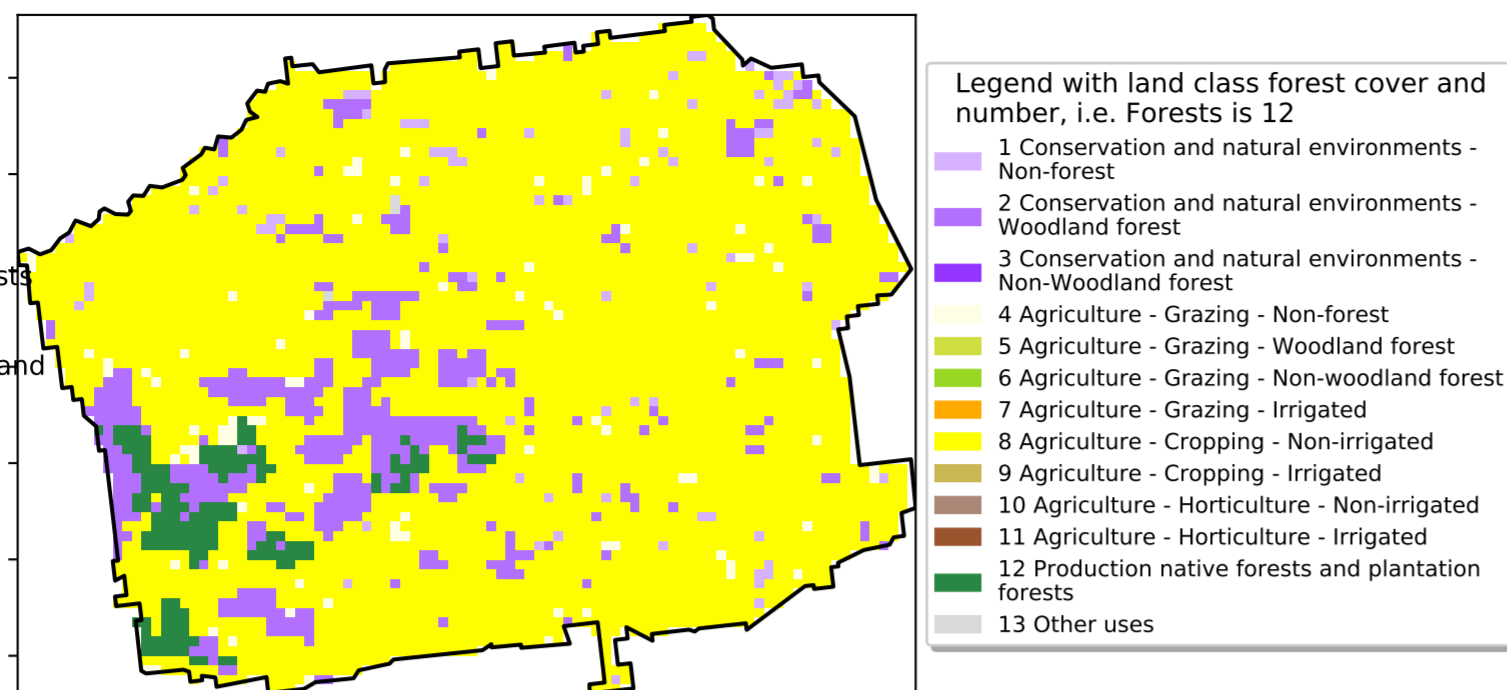 sts
and
Legend with land class forest cover and
number, i.e. Forests is 12
1 Conservation and natural environments -
Non-forest
2 Conservation and natural environments -
Woodland forest
3 Conservation and natural environments -
Non-Woodland forest
4 Agriculture - Grazing - Non-forest
5 Agriculture - Grazing - Woodland forest
6 Agriculture - Grazing - Non-woodland forest
7 Agriculture - Grazing - Irrigated
8 Agriculture - Cropping - Non-irrigated
9 Agriculture - Cropping - Irrigated
10 Agriculture - Horticulture - Non-irrigated
11 Agriculture - Horticulture - Irrigated
12 Production native forests and plantation
forests
13 Other uses